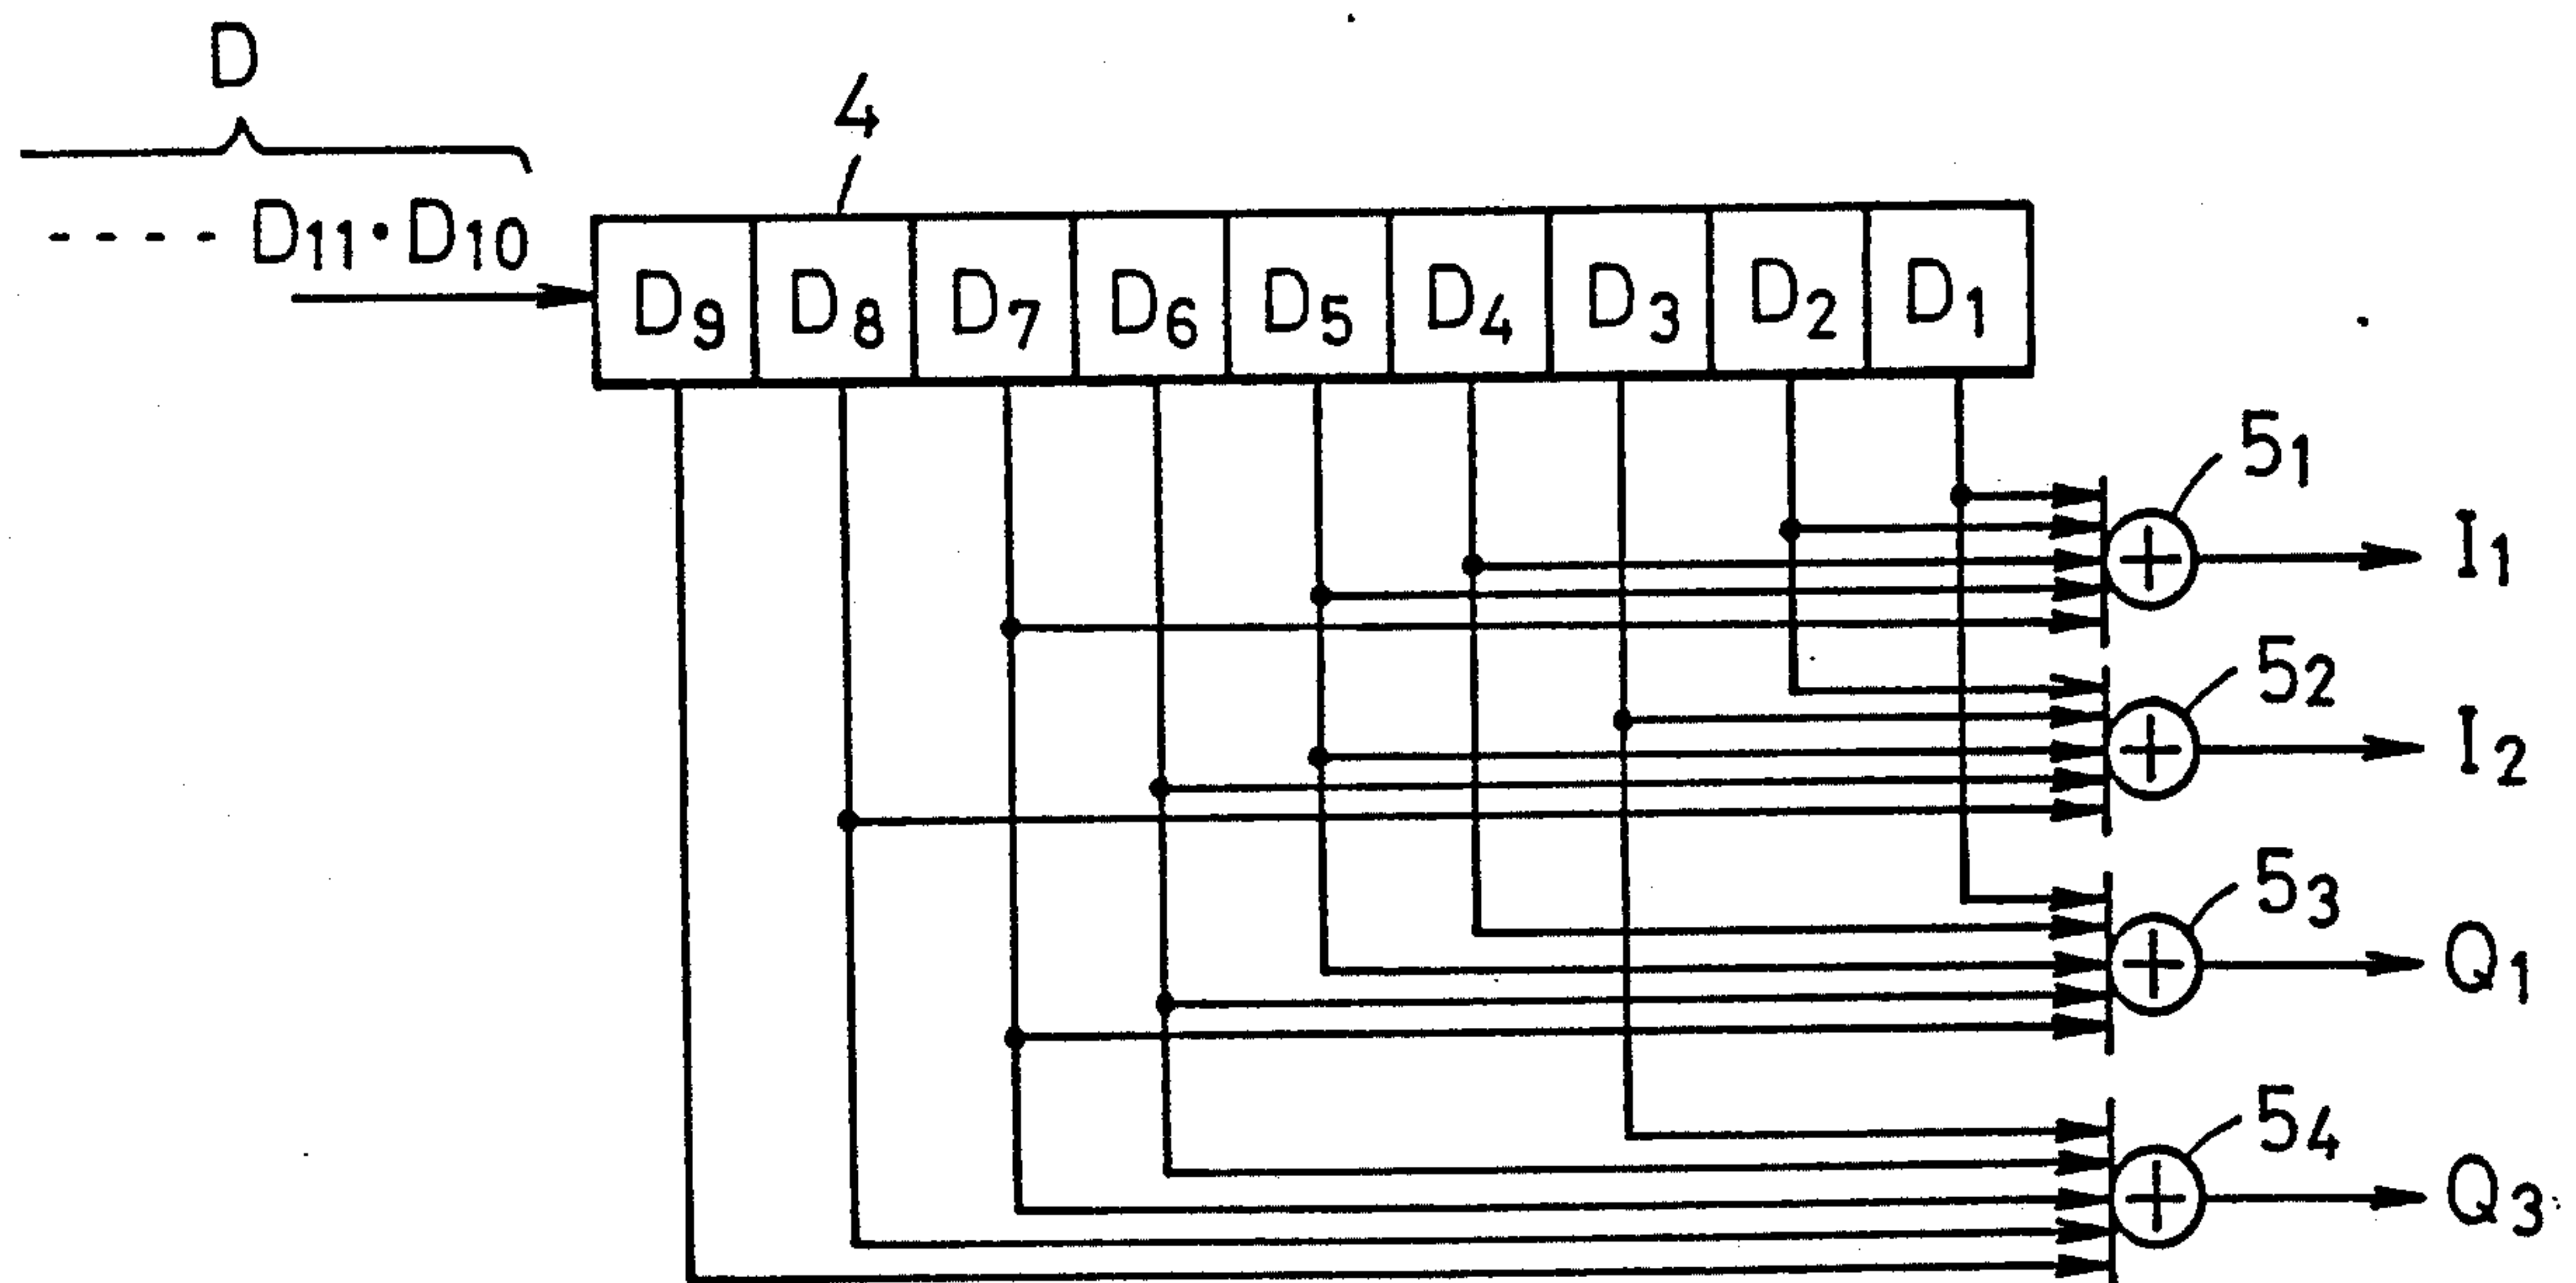 D
4
---- D₁₁·D₁₀
D₉ D₈ D₇ D₆ D₅ D₄ D₃ D₂ D₁
5₁
I₁
5₂
I₂
5₃
Q₁
5₄
Q₃